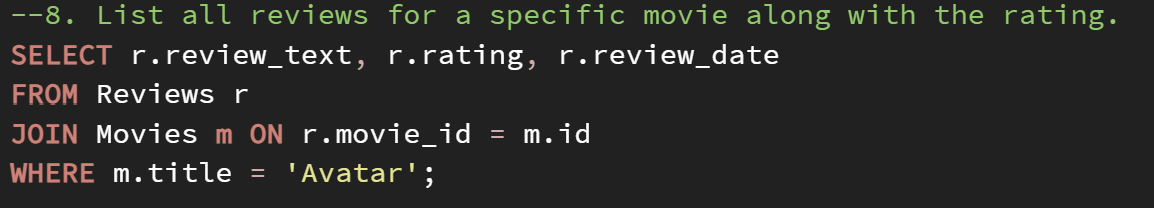 --8. List all reviews for a specific movie along with the rating.
SELECT r.review_text, r.rating, r.review_date
FROM Reviews r
JOIN Movies m ON r.movie_id = m.id
WHERE m.title = 'Avatar';